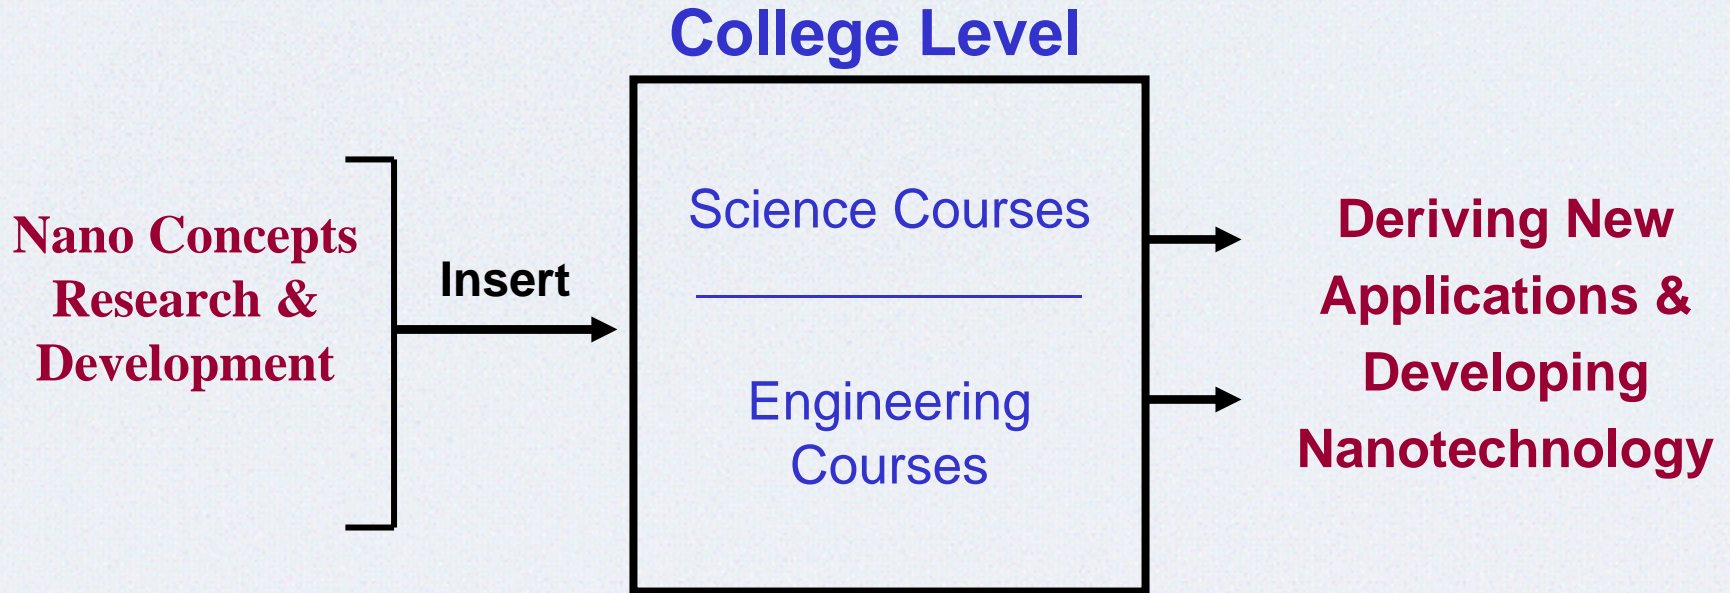 College Level
Nano Concepts
Research &
Development
Insert
Science Courses
Engineering
Courses
Deriving New
Applications &
Developing
Nanotechnology